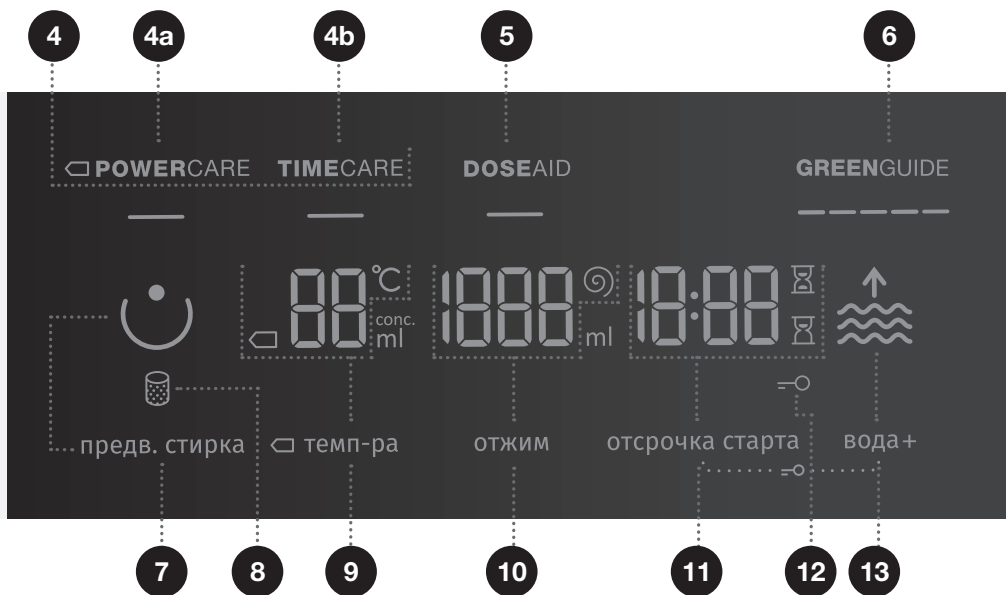 4 4a 4b 5 6
POWERCARE TIMECARE DOSEAID GREENGUIDE
88 °C 1888 18:88
conc.
ml ml
предв. стирка темп-ра отжим отсрочка старта вода+
7 8 9 10 11 12 13